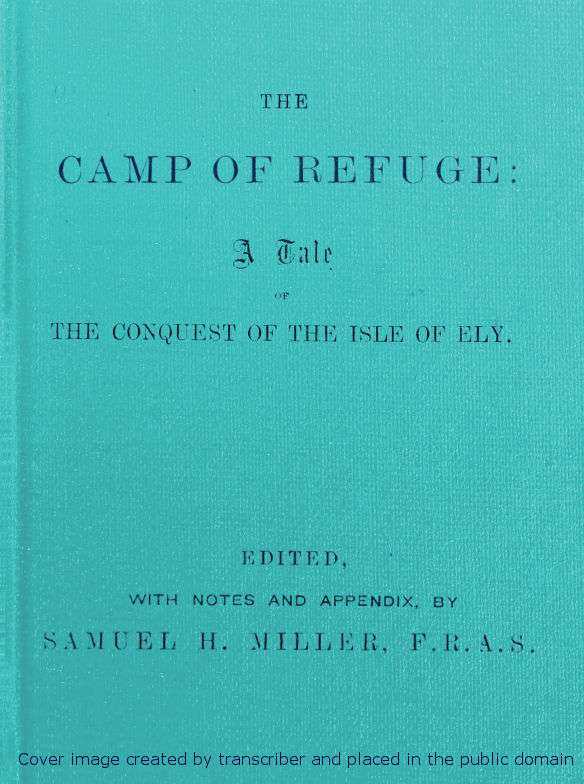 THE
CAMP OF REFUGE:
A Tale
OF
THE CONQUEST OF THE ISLE OF ELY.
EDITED,
WITH NOTES AND APPENDIX, BY
SAMUEL H. MILLER, F.R.A.S.
Cover image created by transcriber and placed in the public domain